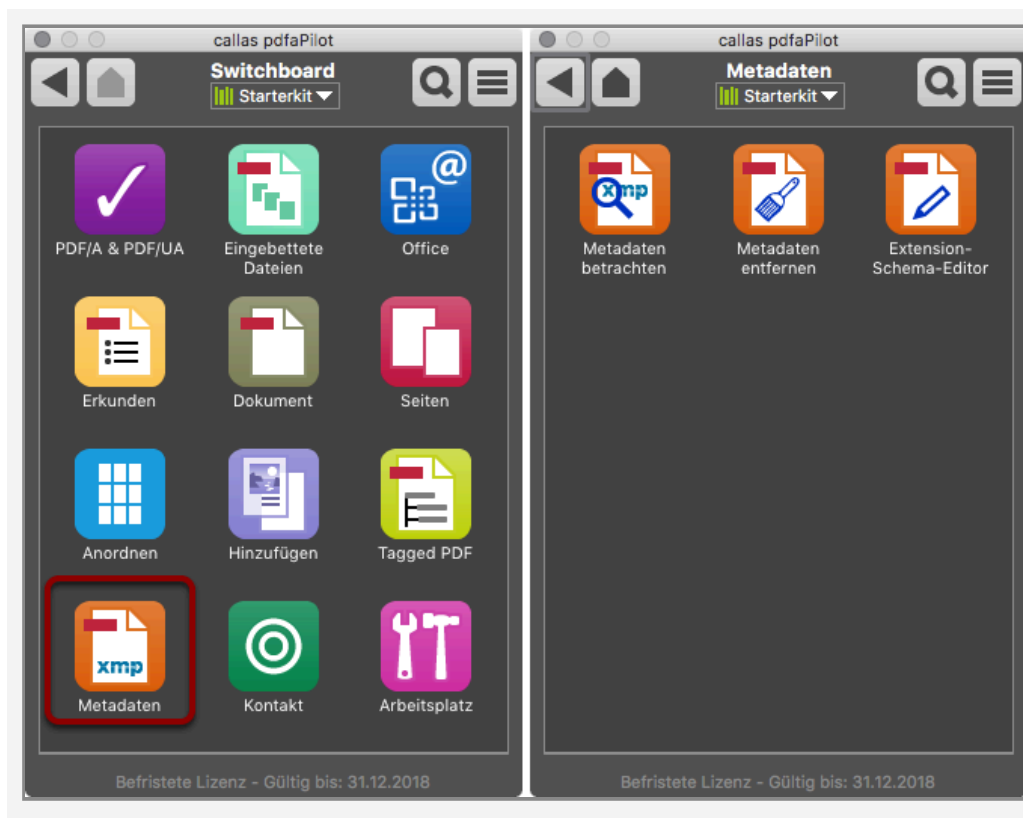 callas pdfaPilot
Switchboard
Starterkit
PDF/A & PDF/UA
Eingebettete
Dateien
@
Office
Erkunden
Dokument
Seiten
Anordnen
Hinzufügen
Tagged PDF
xmp
Metadaten
Kontakt
Arbeitsplatz
Befristete Lizenz - Gültig bis: 31.12.2018
callas pdfaPilot
Metadaten
Starterkit
xmp
Metadaten
betrachten
Metadaten
entfernen
Extension-
Schema-Editor
Befristete Lizenz - Gültig bis: 31.12.2018